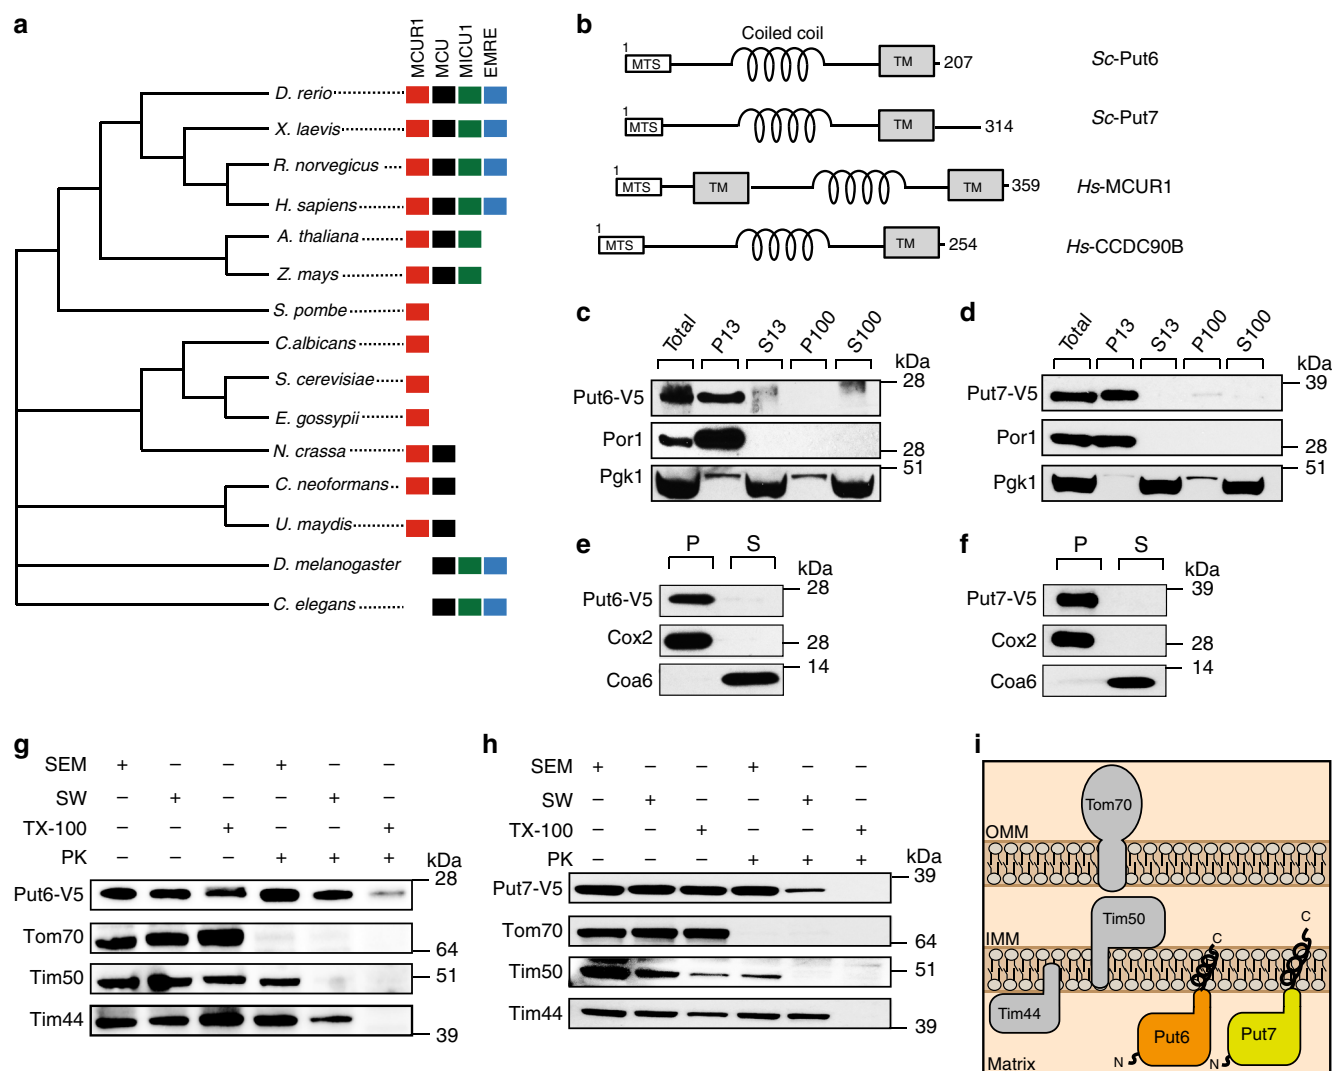 a
MCUR1 MCU MICU1 EMRE
D. rerio
X. laevis
R. norvegicus
H. sapiens
A. thaliana
Z. mays
S. pombe
C.albicans
S. cerevisiae
E. gossypii
N. crassa
C. neoformans
U. maydis
D. melanogaster
C. elegans
b
Coiled coil
1 MTS TM 207 Sc-Put6
1 MTS TM 314 Sc-Put7
1 MTS TM TM 359 Hs-MCUR1
1 MTS TM 254 Hs-CCDC90B
c
Total P13 S13 P100 S100
kDa
Put6-V5 28
Por1 28
Pgk1 51
d
Total P13 S13 P100 S100
kDa
Put7-V5 39
Por1 28
Pgk1 51
e
P S
kDa
Put6-V5 28
Cox2 28
Coa6 14
f
P S
kDa
Put7-V5 39
Cox2 28
Coa6 14
g
SEM + − − + − −
SW − + − − + −
TX-100 − − + − − +
PK − − − + + +
kDa
Put6-V5 28
Tom70 64
Tim50 51
Tim44 39
h
SEM + − − + − −
SW − + − − + −
TX-100 − − + − − +
PK − − − + + +
kDa
Put7-V5 39
Tom70 64
Tim50 51
Tim44 39
i
Tom70
OMM
Tim50
C
C
IMM
Tim44
Put6
Put7
N
N
Matrix